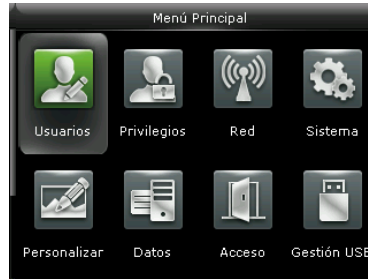 Menú Principal
Usuarios Privilegios Red Sistema
Personalizar Datos Acceso Gestión USB